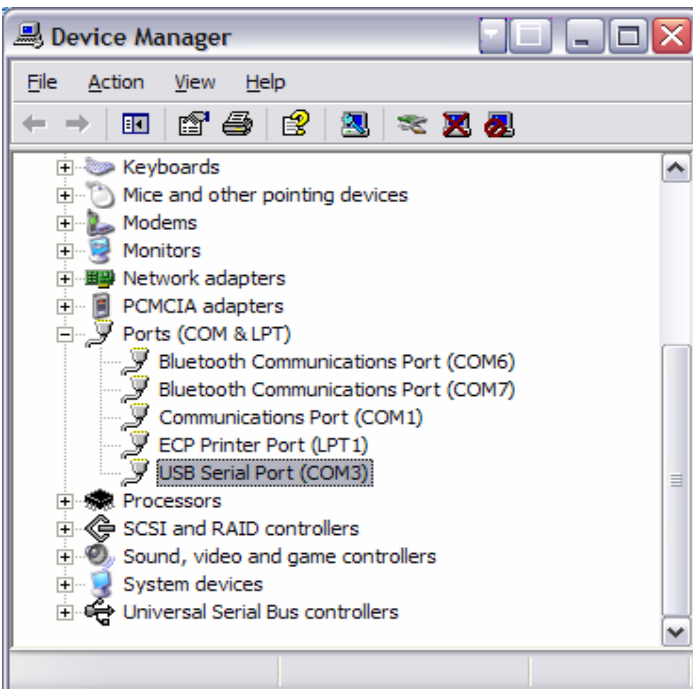 Device Manager
File Action View Help
Keyboards
Mice and other pointing devices
Modems
Monitors
Network adapters
PCMCIA adapters
Ports (COM & LPT)
Bluetooth Communications Port (COM6)
Bluetooth Communications Port (COM7)
Communications Port (COM1)
ECP Printer Port (LPT1)
USB Serial Port (COM3)
Processors
SCSI and RAID controllers
Sound, video and game controllers
System devices
Universal Serial Bus controllers